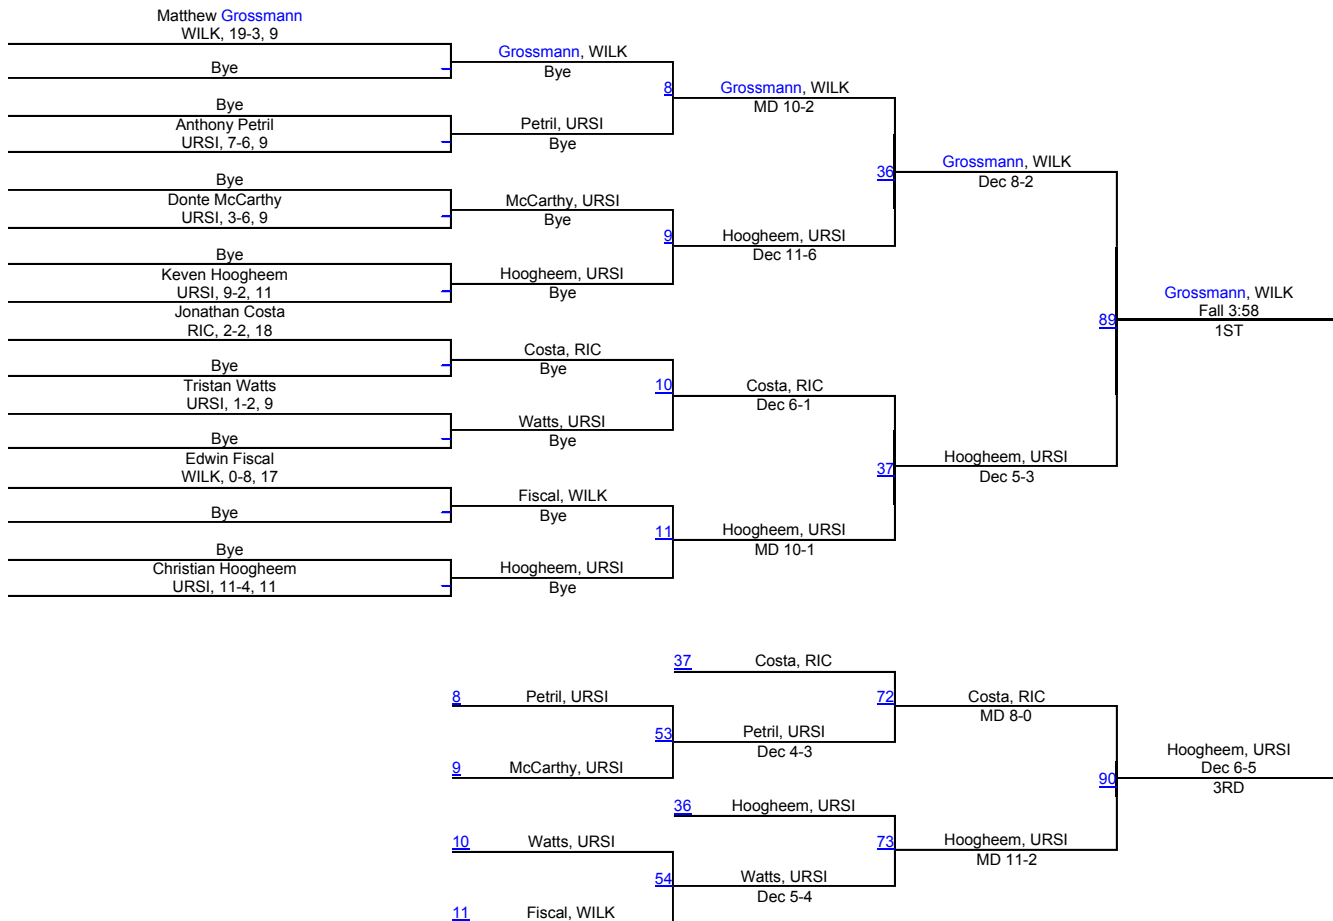 Matthew Grossmann
WILK, 19-3, 9
Bye
Bye
Anthony Petril
URSI, 7-6, 9
Bye
Donte McCarthy
URSI, 3-6, 9
Bye
Keven Hoogheem
URSI, 9-2, 11
Jonathan Costa
RIC, 2-2, 18
Bye
Tristan Watts
URSI, 1-2, 9
Bye
Edwin Fiscal
WILK, 0-8, 17
Bye
Bye
Christian Hoogheem
URSI, 11-4, 11
Grossmann, WILK
Bye
8
Petril, URSI
Bye
McCarthy, URSI
Bye
9
Hoogheem, URSI
Bye
Costa, RIC
Bye
10
Watts, URSI
Bye
Fiscal, WILK
Bye
11
Hoogheem, URSI
Bye
Grossmann, WILK
MD 10-2
36
Hoogheem, URSI
Dec 11-6
Costa, RIC
Dec 6-1
37
Hoogheem, URSI
MD 10-1
Grossmann, WILK
Dec 8-2
89
Hoogheem, URSI
Dec 5-3
Grossmann, WILK
Fall 3:58
1ST
37 Costa, RIC
8 Petril, URSI
72
53
Petril, URSI
Dec 4-3
9 McCarthy, URSI
Costa, RIC
MD 8-0
90
36 Hoogheem, URSI
10 Watts, URSI
73
54
Watts, URSI
Dec 5-4
11 Fiscal, WILK
Hoogheem, URSI
MD 11-2
Hoogheem, URSI
Dec 6-5
3RD